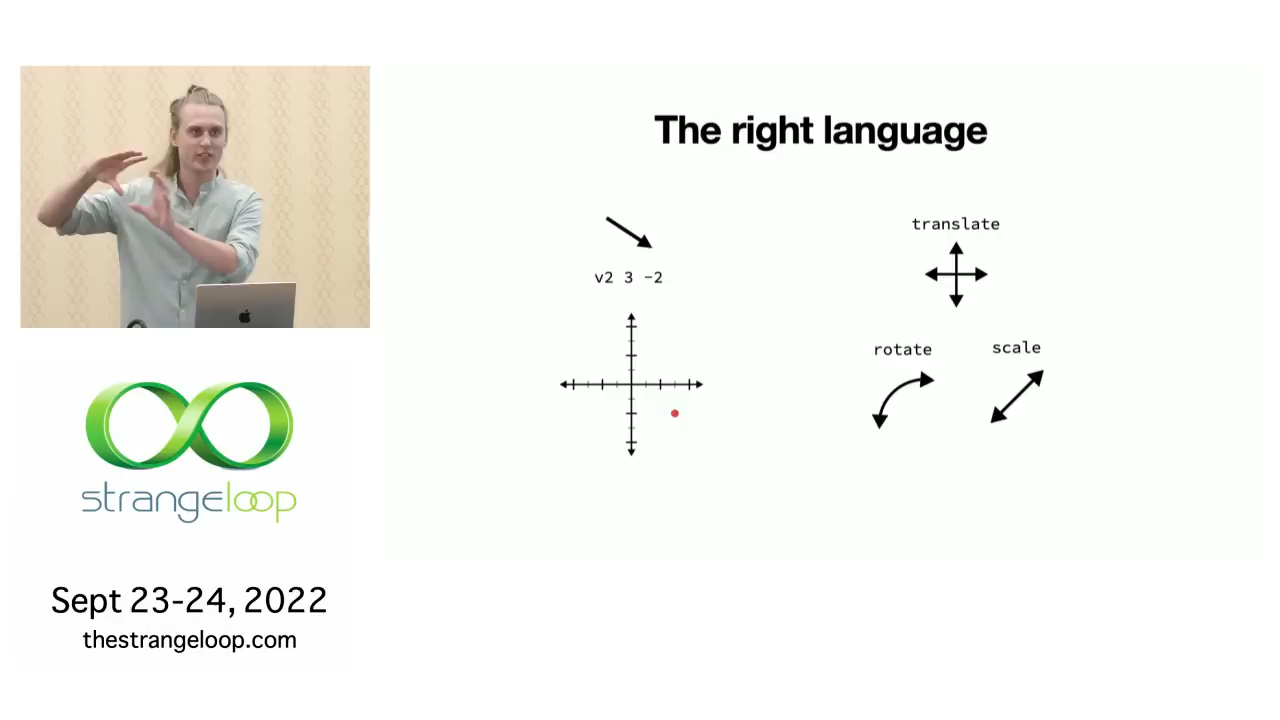 The right language
translate
v2 3 -2
rotate
scale
strangeloop
Sept 23-24, 2022
thestrangeloop.com